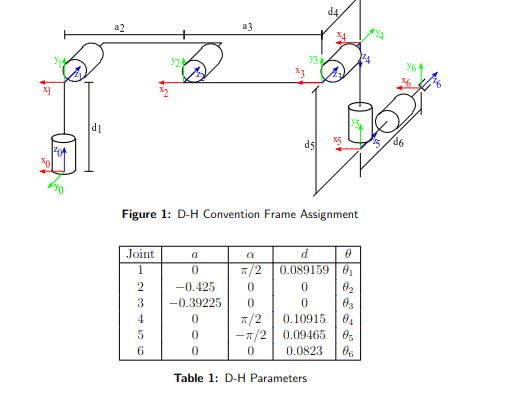 a2
a3
d4
x4
y4
z4
y1
z1
x1
y2
z2
x2
y3
z3
x3
y6
x6
z6
d1
z0
x0
y0
y5
x5
z5
d5
d6
Figure 1: D-H Convention Frame Assignment
Joint a α d θ
1 0 π/2 0.089159 θ1
2 −0.425 0 0 θ2
3 −0.39225 0 0 θ3
4 0 π/2 0.10915 θ4
5 0 −π/2 0.09465 θ5
6 0 0 0.0823 θ6
Table 1: D-H Parameters